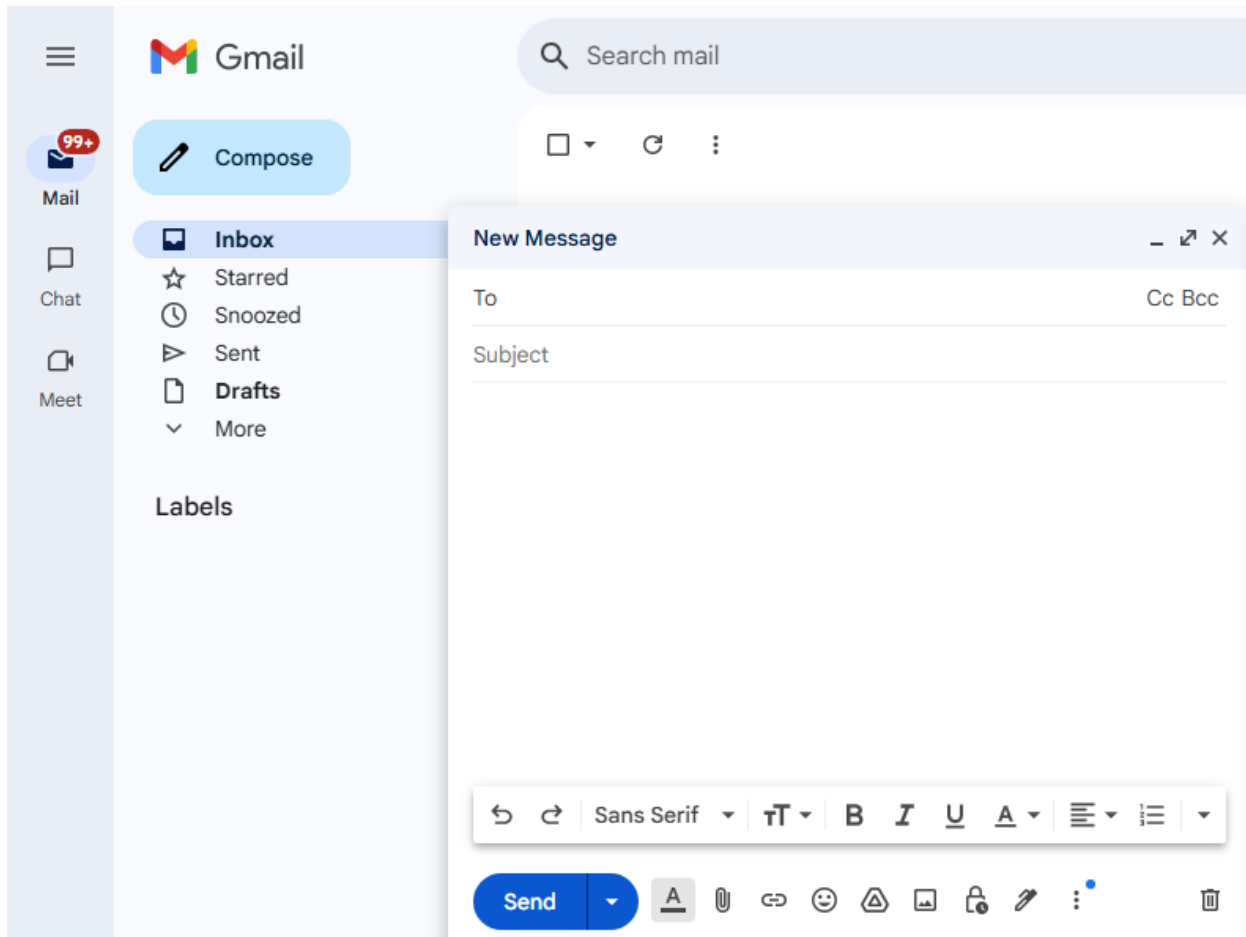 Gmail
Search mail
99+
Mail
Chat
Meet
Compose
Inbox
Starred
Snoozed
Sent
Drafts
More
Labels
New Message
To
Cc Bcc
Subject
Sans Serif
Send